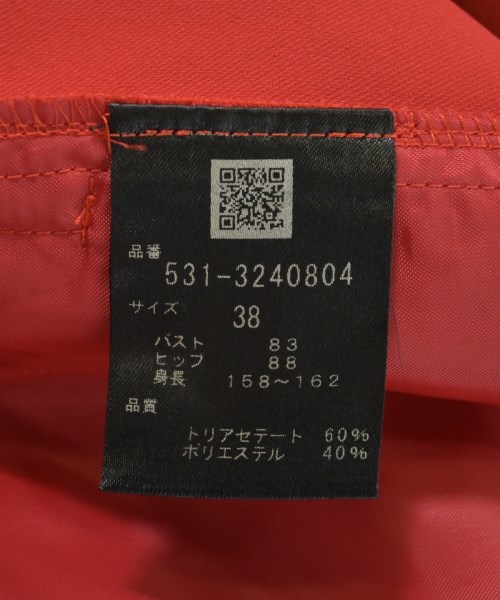 品番
531-3240804
サイズ 38
バスト 83
ヒップ 88
身長 158～162
品質
トリアセテート 60%
ポリエステル 40%